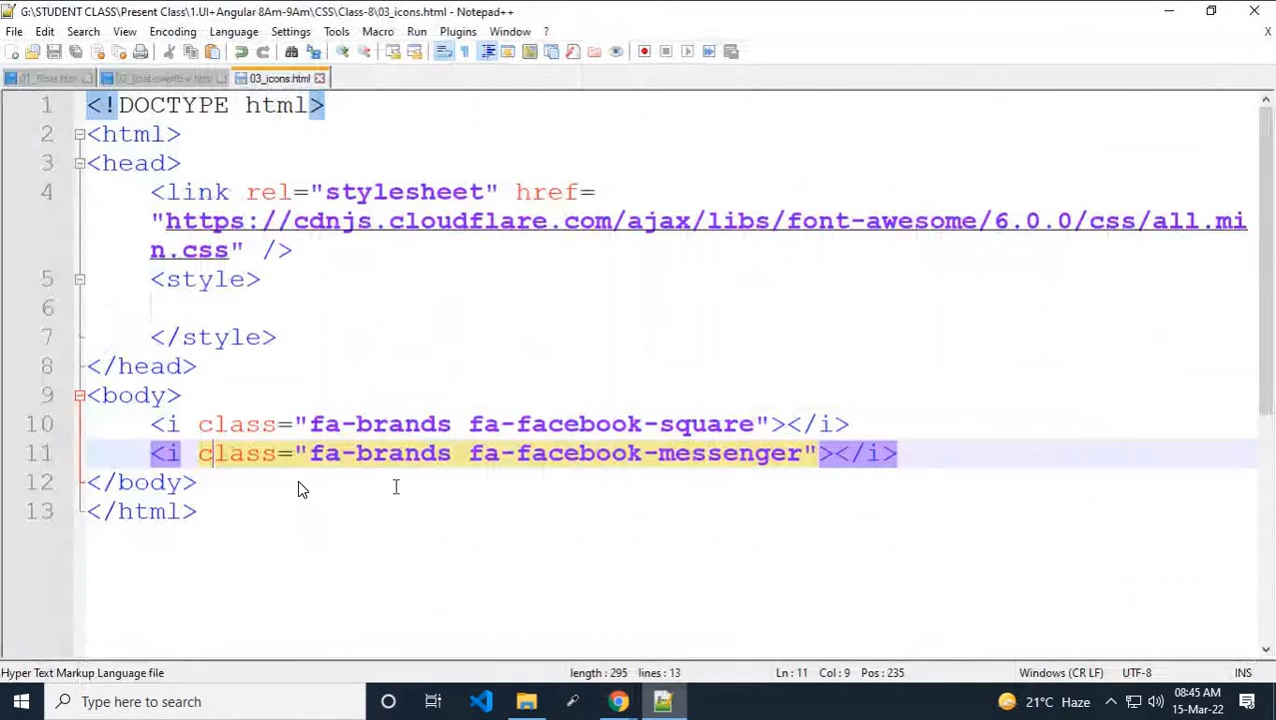 G:\STUDENT CLASS\Present Class\1.UI+Angular 8Am-9Am\CSS\Class-8\03_icons.html - Notepad++
File Edit Search View Encoding Language Settings Tools Macro Run Plugins Window ? X
01_float.html 03_icons.html
1 <!DOCTYPE html>
2 <html>
3 <head>
4 <link rel="stylesheet" href=
"https://cdnjs.cloudflare.com/ajax/libs/font-awesome/6.0.0/css/all.mi
n.css" />
5 <style>
6
7 </style>
8 </head>
9 <body>
10 <i class="fa-brands fa-facebook-square"></i>
11 <i class="fa-brands fa-facebook-messenger"></i>
12 </body>
13 </html>
Hyper Text Markup Language file length : 295 lines : 13 Ln : 11 Col : 9 Pos : 235 Windows (CR LF) UTF-8 INS
Type here to search 21°C Haze 08:45 AM
15-Mar-22